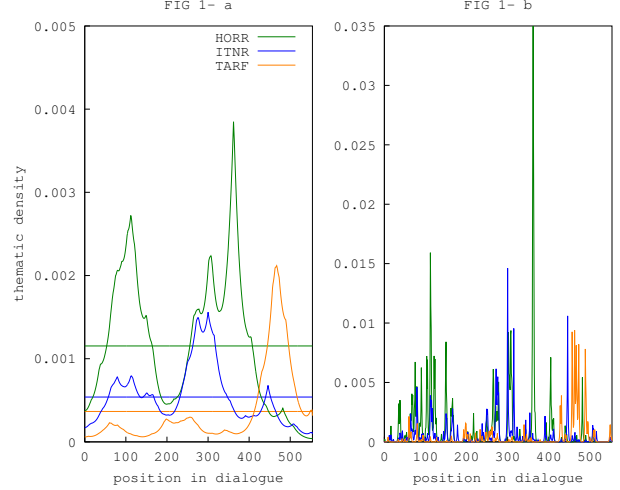 FIG 1- a
FIG 1- b
HORR
ITNR
TARF
thematic density
0.005
0.004
0.003
0.002
0.001
0
0 100 200 300 400 500
position in dialogue
0.035
0.03
0.025
0.02
0.015
0.01
0.005
0
0 100 200 300 400 500
position in dialogue